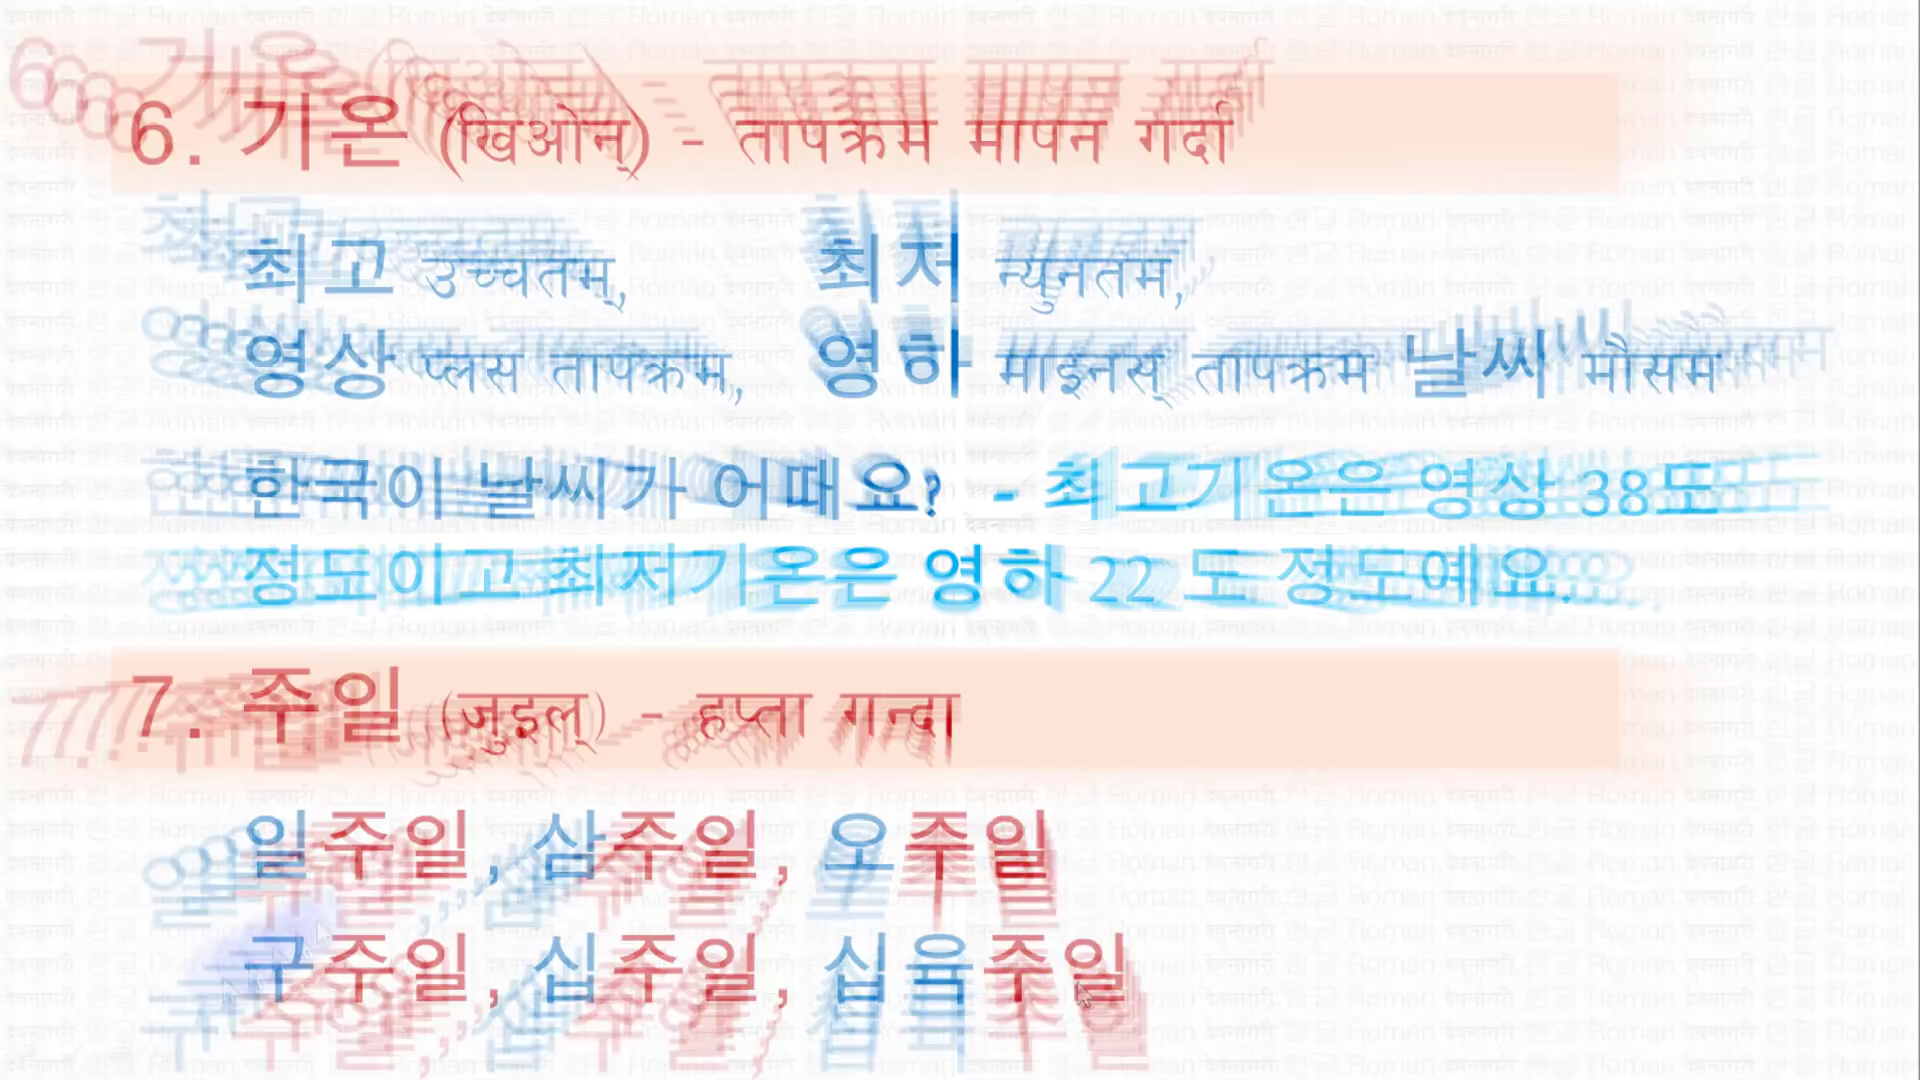 6. 기온 (खिओन्) - तापक्रम मापन गर्दा
최고 उच्चतम, 최저 न्युनतम,
영상 प्लस तापक्रम, 영하 माइनस् तापक्रम 날씨 मौसम
한국이 날씨가 어때요? - 최고기온은 영상 38도
정도이고 최저기온은 영하 22도 정도예요.
7. 주일 (जुइल्) - हप्ता गन्दा
일주일, 삼주일, 우주일
구주일, 십주일, 십육주일